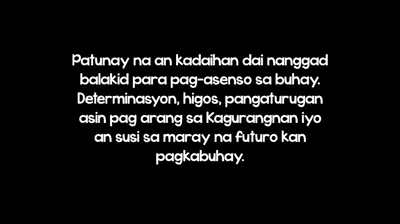 Patunay na an kadaihan dai nanggad
balakid para pag-asenso sa buhay.
Determinasyon, higos, pangaturugan
asin pag arang sa Kagurangnan iyo
an susi sa maray na futuro kan
pagkabuhay.